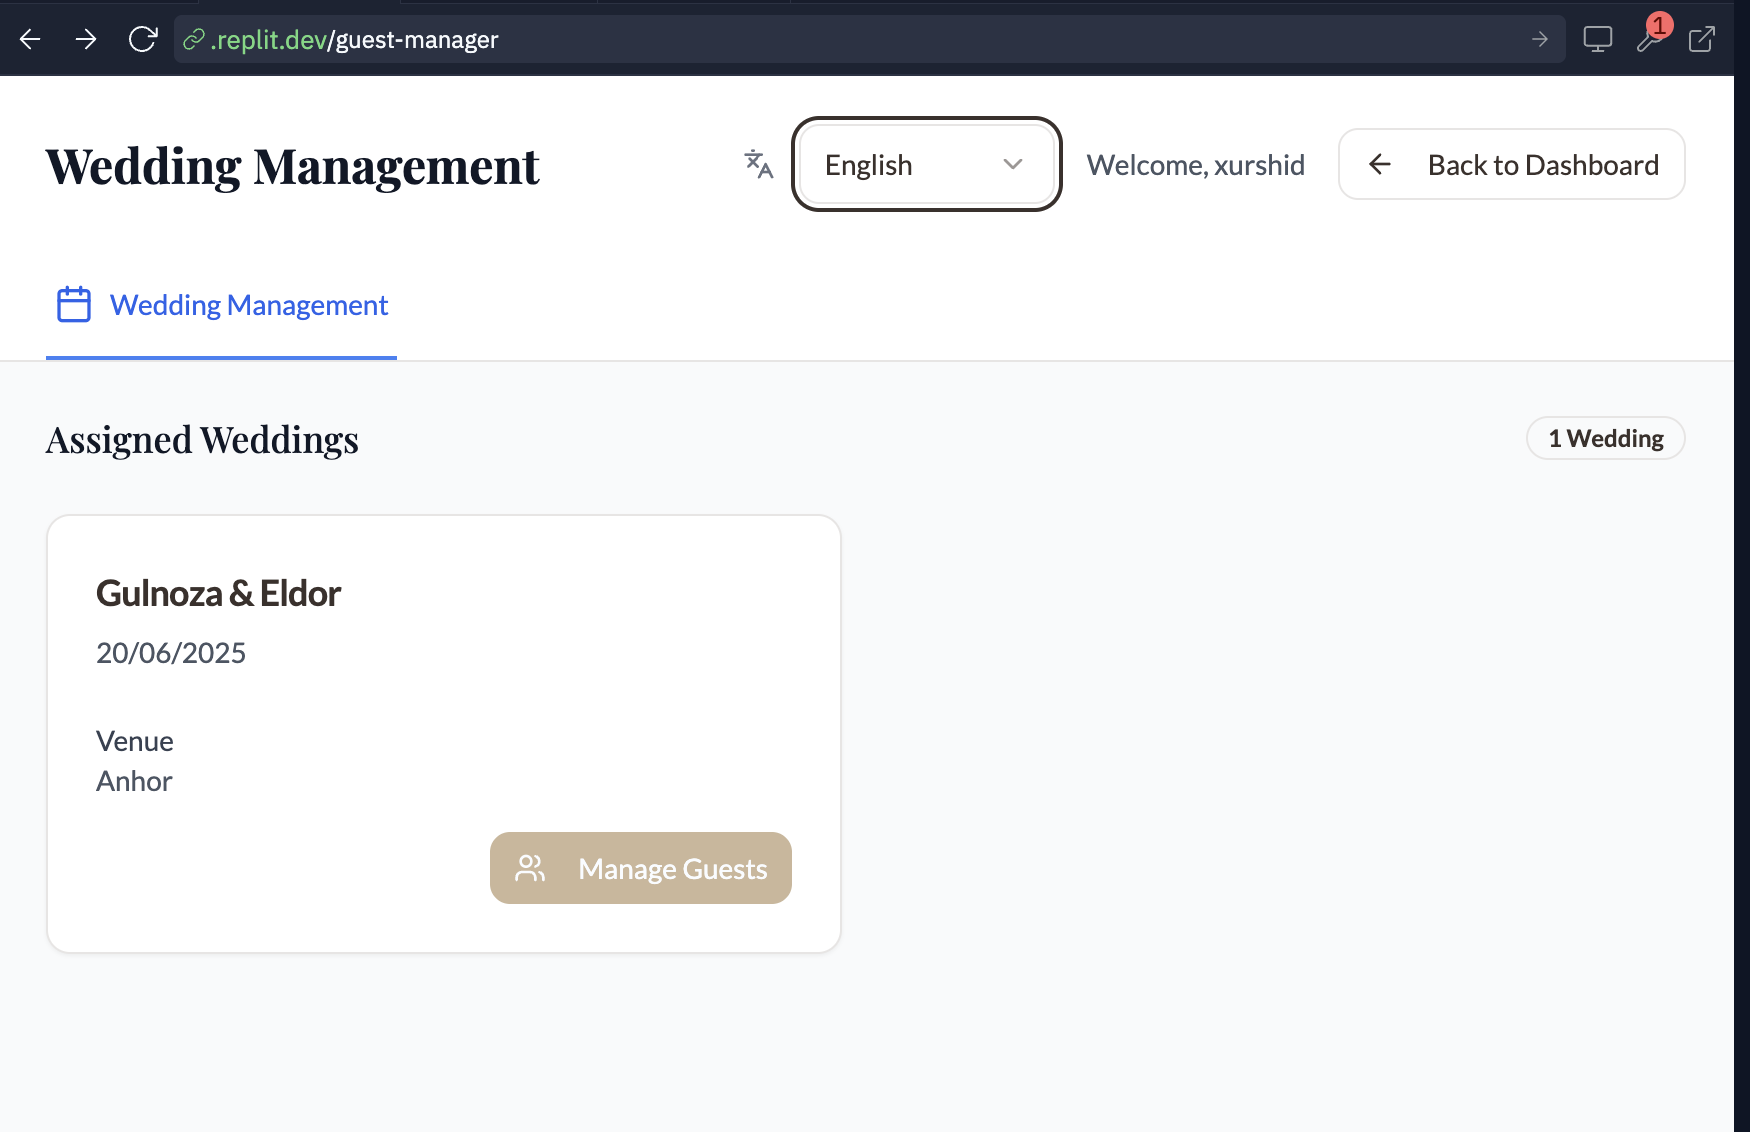 .replit.dev/guest-manager
1
Wedding Management
English
Welcome, xurshid
Back to Dashboard
Wedding Management
Assigned Weddings
1 Wedding
Gulnoza & Eldor
20/06/2025
Venue
Anhor
Manage Guests